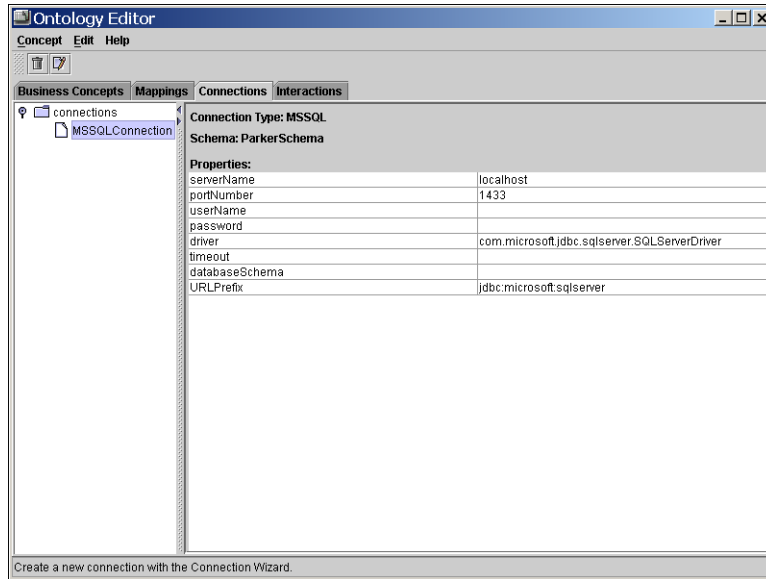 Ontology Editor
Concept Edit Help
Business Concepts Mappings Connections Interactions
connections
MSSQLConnection
Connection Type: MSSQL
Schema: ParkerSchema
Properties:
serverName localhost
portNumber 1433
userName
password
driver com.microsoft.jdbc.sqlserver.SQLServerDriver
timeout
databaseSchema
URLPrefix jdbc:microsoft:sqlserver
Create a new connection with the Connection Wizard.